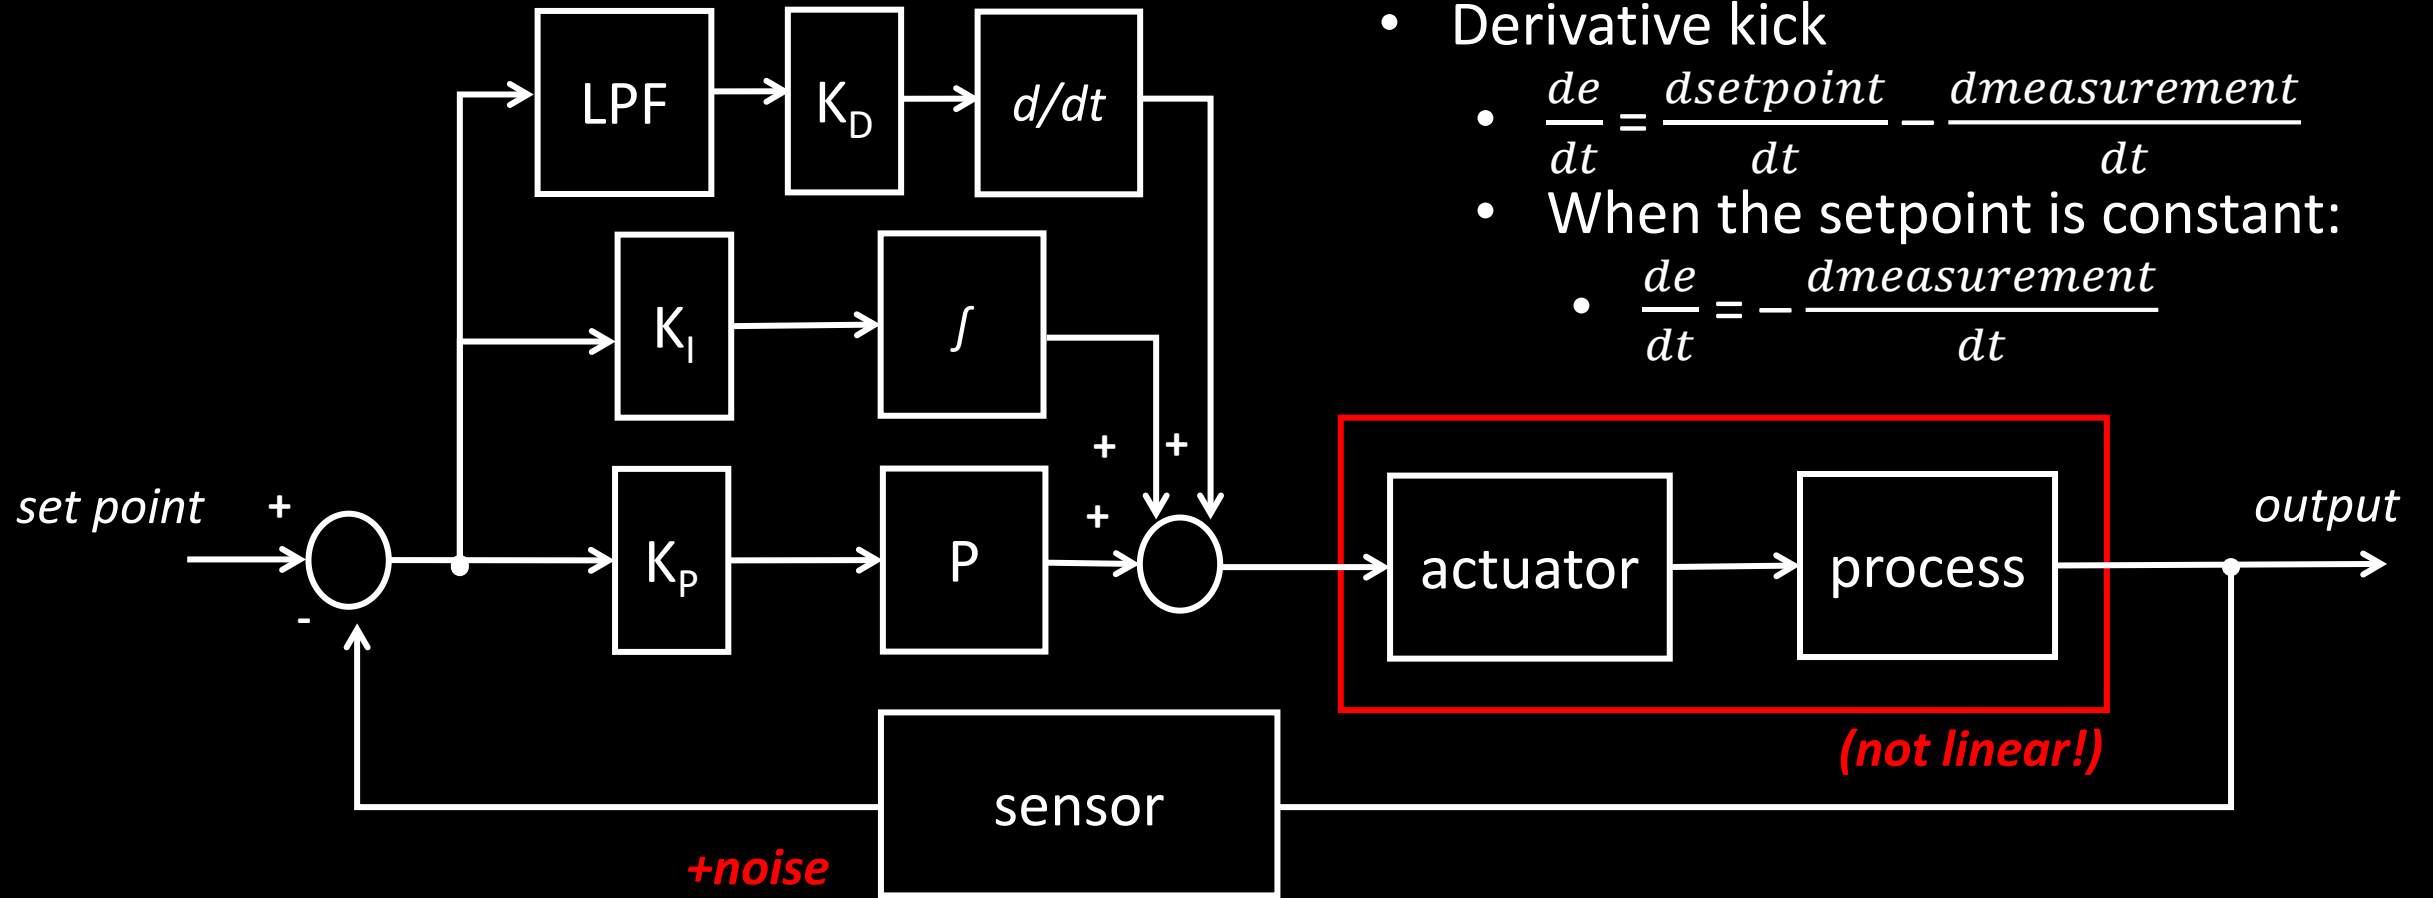 • Derivative kick
• de/dt = dsetpoint/dt − dmeasurement/dt
• When the setpoint is constant:
• de/dt = − dmeasurement/dt
LPF
K_D
d/dt
K_I
∫
+ +
set point
+
-
K_P
P
+
actuator
process
output
(not linear!)
sensor
+noise